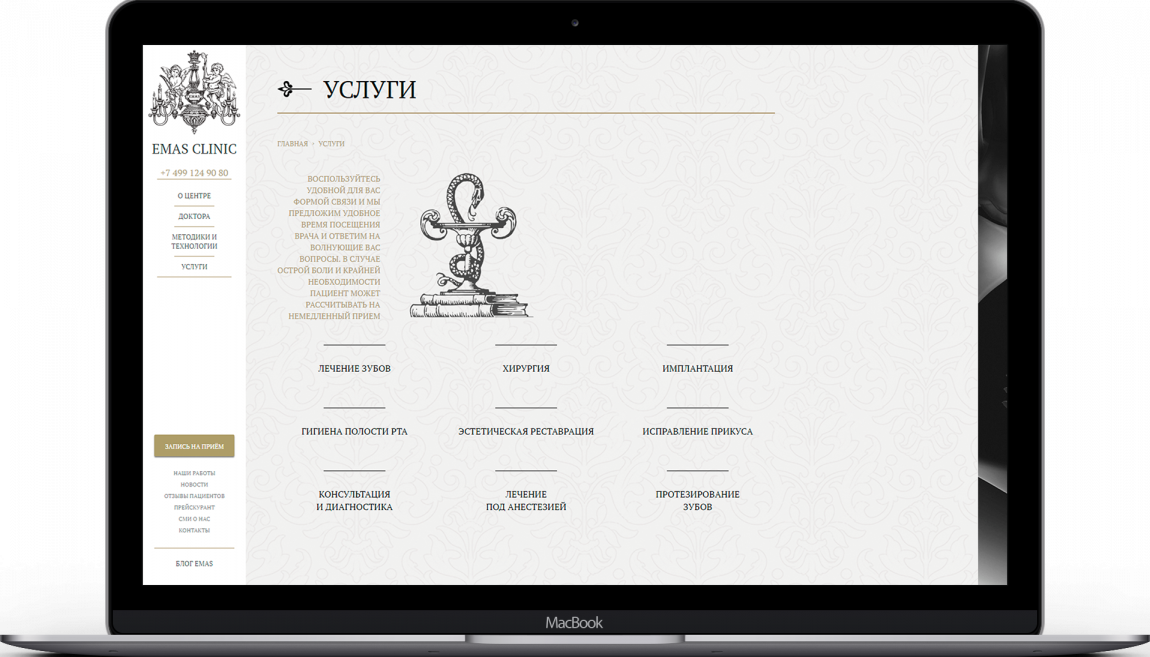 EMAS CLINIC
+7 499 124 90 80
О ЦЕНТРЕ
ДОКТОРА
МЕТОДИКИ И
ТЕХНОЛОГИИ
УСЛУГИ
ЗАПИСЬ НА ПРИЁМ
НАШИ РАБОТЫ
НОВОСТИ
ОТЗЫВЫ ПАЦИЕНТОВ
ПРЕЙСКУРАНТ
СМИ О НАС
КОНТАКТЫ
БЛОГ EMAS
УСЛУГИ
ГЛАВНАЯ › УСЛУГИ
ВОСПОЛЬЗУЙТЕСЬ
УДОБНОЙ ДЛЯ ВАС
ФОРМОЙ СВЯЗИ И МЫ
ПРЕДЛОЖИМ УДОБНОЕ
ВРЕМЯ ПОСЕЩЕНИЯ
ВРАЧА И ОТВЕТИМ НА
ВОЛНУЮЩИЕ ВАС
ВОПРОСЫ. В СЛУЧАЕ
ОСТРОЙ БОЛИ И КРАЙНЕЙ
НЕОБХОДИМОСТИ
ПАЦИЕНТ МОЖЕТ
РАССЧИТЫВАТЬ НА
НЕМЕДЛЕННЫЙ ПРИЕМ
ЛЕЧЕНИЕ ЗУБОВ
ХИРУРГИЯ
ИМПЛАНТАЦИЯ
ГИГИЕНА ПОЛОСТИ РТА
ЭСТЕТИЧЕСКАЯ РЕСТАВРАЦИЯ
ИСПРАВЛЕНИЕ ПРИКУСА
КОНСУЛЬТАЦИЯ
И ДИАГНОСТИКА
ЛЕЧЕНИЕ
ПОД АНЕСТЕЗИЕЙ
ПРОТЕЗИРОВАНИЕ
ЗУБОВ
MacBook